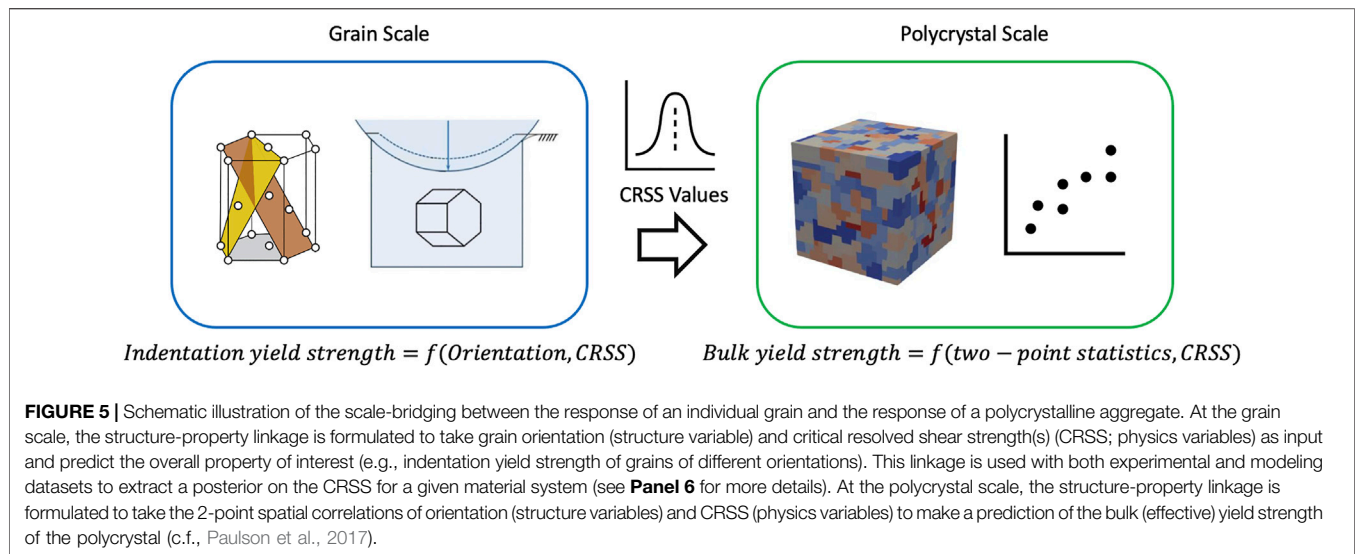 Grain Scale
Polycrystal Scale
CRSS Values
Indentation yield strength = f(Orientation, CRSS)
Bulk yield strength = f(two − point statistics, CRSS)
FIGURE 5 | Schematic illustration of the scale-bridging between the response of an individual grain and the response of a polycrystalline aggregate. At the grain
scale, the structure-property linkage is formulated to take grain orientation (structure variable) and critical resolved shear strength(s) (CRSS; physics variables) as input
and predict the overall property of interest (e.g., indentation yield strength of grains of different orientations). This linkage is used with both experimental and modeling
datasets to extract a posterior on the CRSS for a given material system (see Panel 6 for more details). At the polycrystal scale, the structure-property linkage is
formulated to take the 2-point spatial correlations of orientation (structure variables) and CRSS (physics variables) to make a prediction of the bulk (effective) yield strength
of the polycrystal (c.f., Paulson et al., 2017).